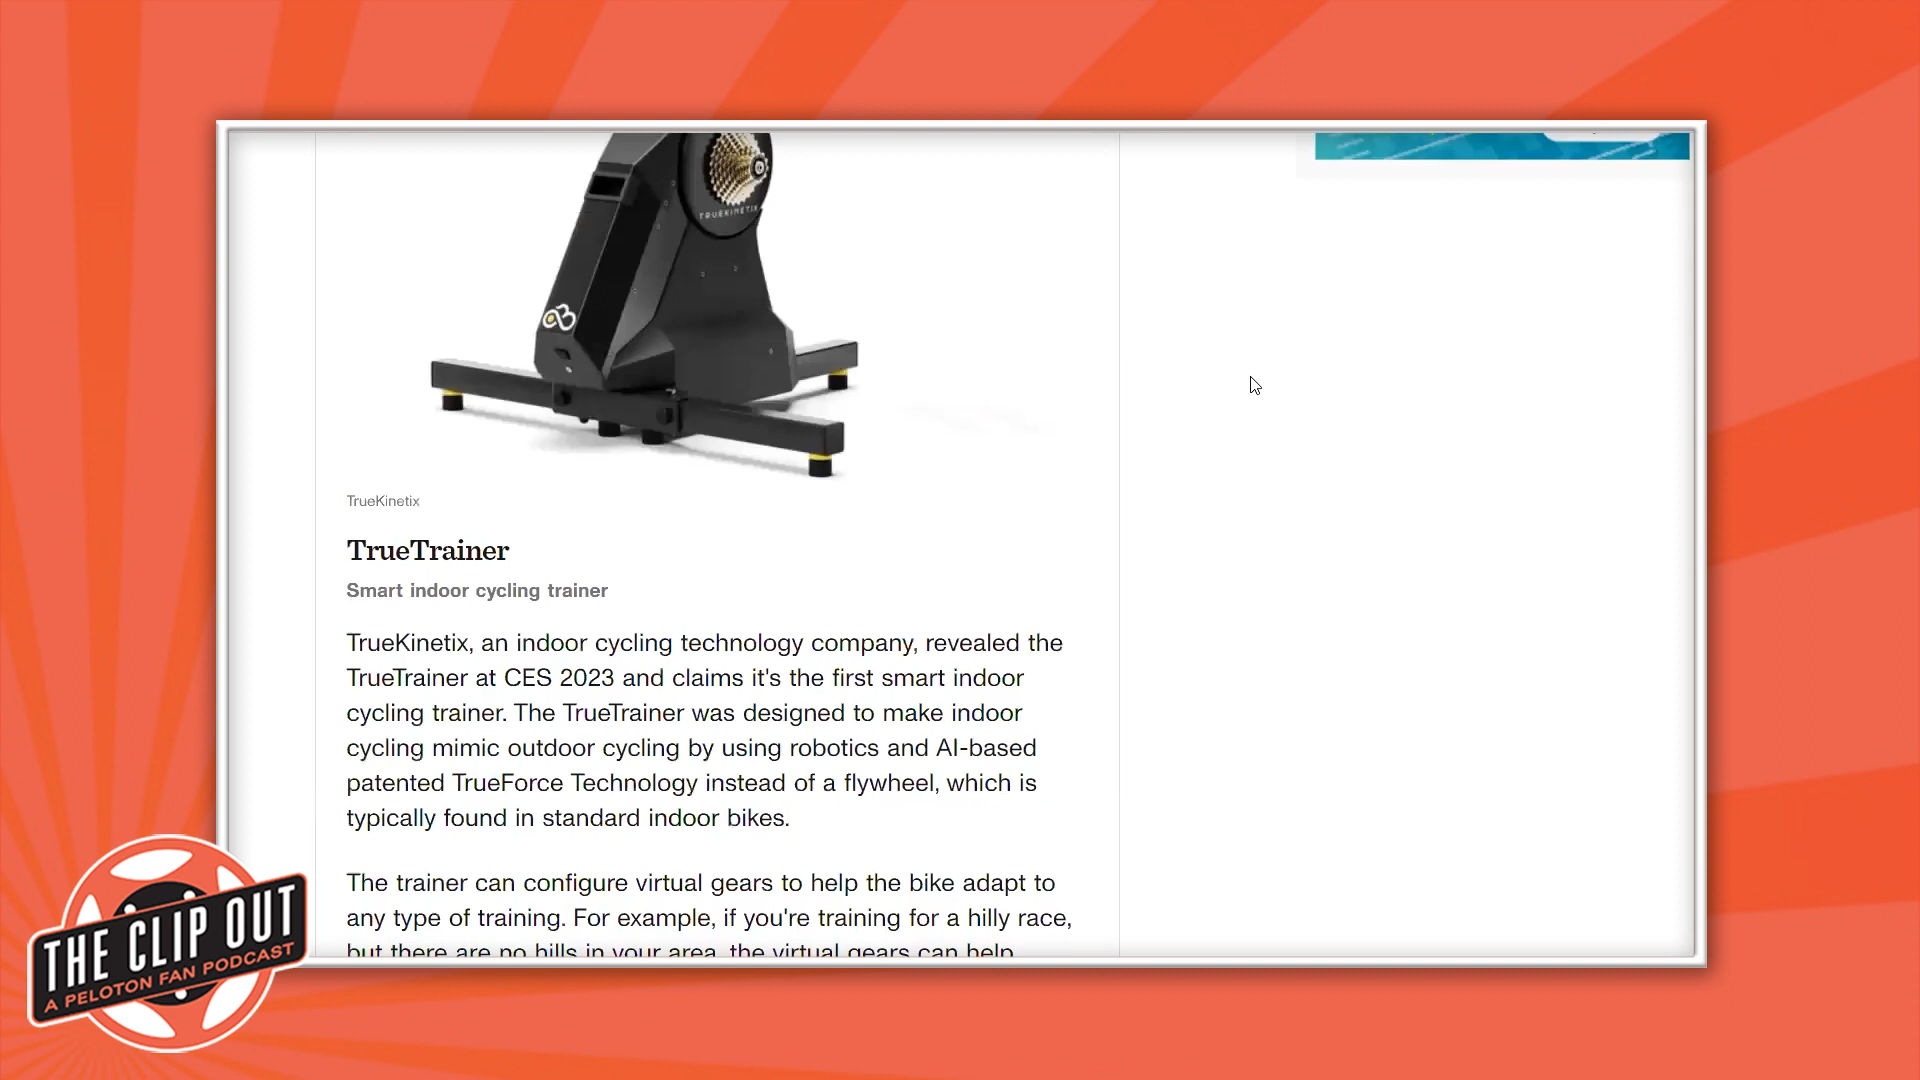 TRUEKINETIX
TrueKinetix
TrueTrainer
Smart indoor cycling trainer
TrueKinetix, an indoor cycling technology company, revealed the
TrueTrainer at CES 2023 and claims it's the first smart indoor
cycling trainer. The TrueTrainer was designed to make indoor
cycling mimic outdoor cycling by using robotics and AI-based
patented TrueForce Technology instead of a flywheel, which is
typically found in standard indoor bikes.
The trainer can configure virtual gears to help the bike adapt to
any type of training. For example, if you're training for a hilly race,
but there are no hills in your area, the virtual gears can help
THE CLIP OUT
A PELOTON FAN PODCAST